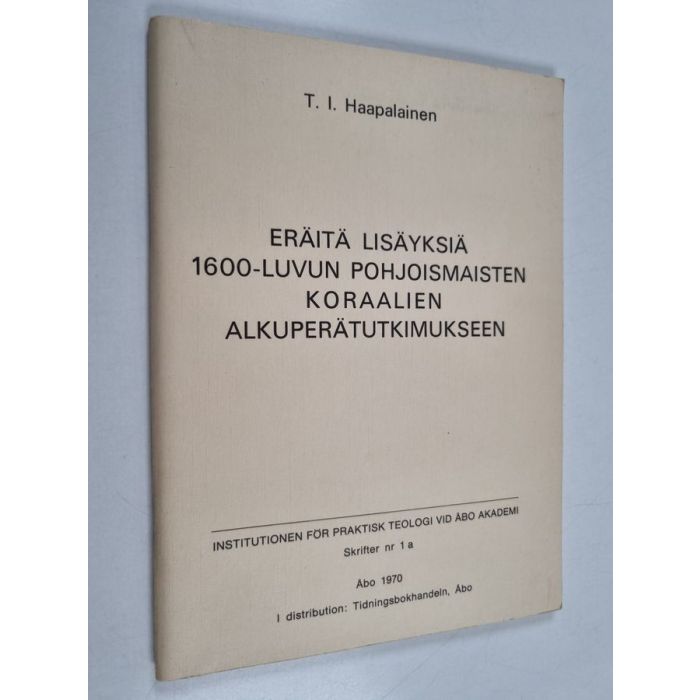 T. I. Haapalainen
ERÄITÄ LISÄYKSIÄ
1600-LUVUN POHJOISMAISTEN
KORAALIEN
ALKUPERÄTUTKIMUKSEEN
INSTITUTIONEN FÖR PRAKTISK TEOLOGI VID ÅBO AKADEMI
Skrifter nr 1 a
Åbo 1970
I distribution: Tidningsbokhandeln, Åbo